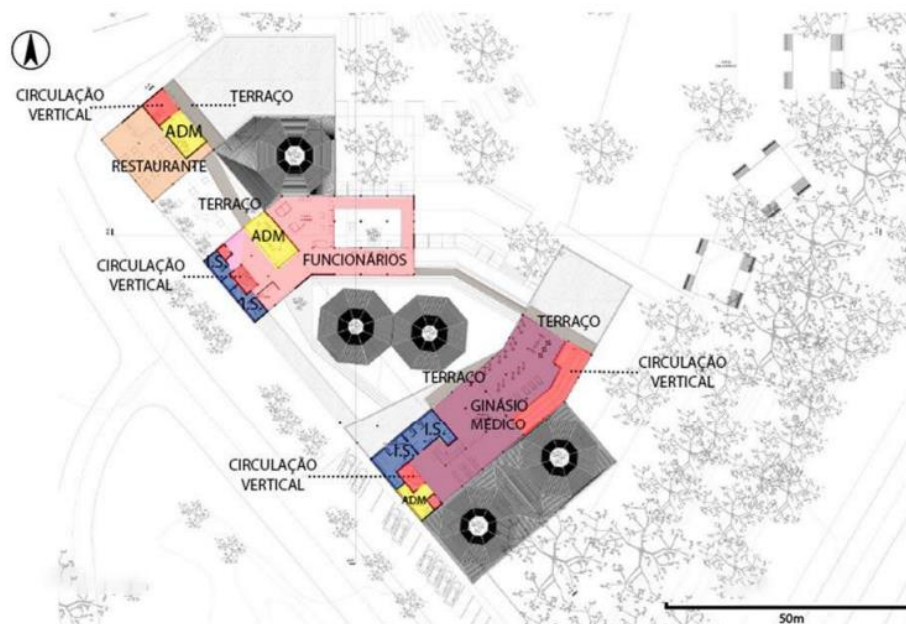 CIRCULAÇÃO
VERTICAL
TERRAÇO
ADM
RESTAURANTE
TERRAÇO
ADM
FUNCIONÁRIOS
CIRCULAÇÃO
VERTICAL
I.S.
I.S.
TERRAÇO
CIRCULAÇÃO
VERTICAL
TERRAÇO
GINÁSIO
MÉDICO
I.S.
I.S.
CIRCULAÇÃO
VERTICAL
ADM
50m